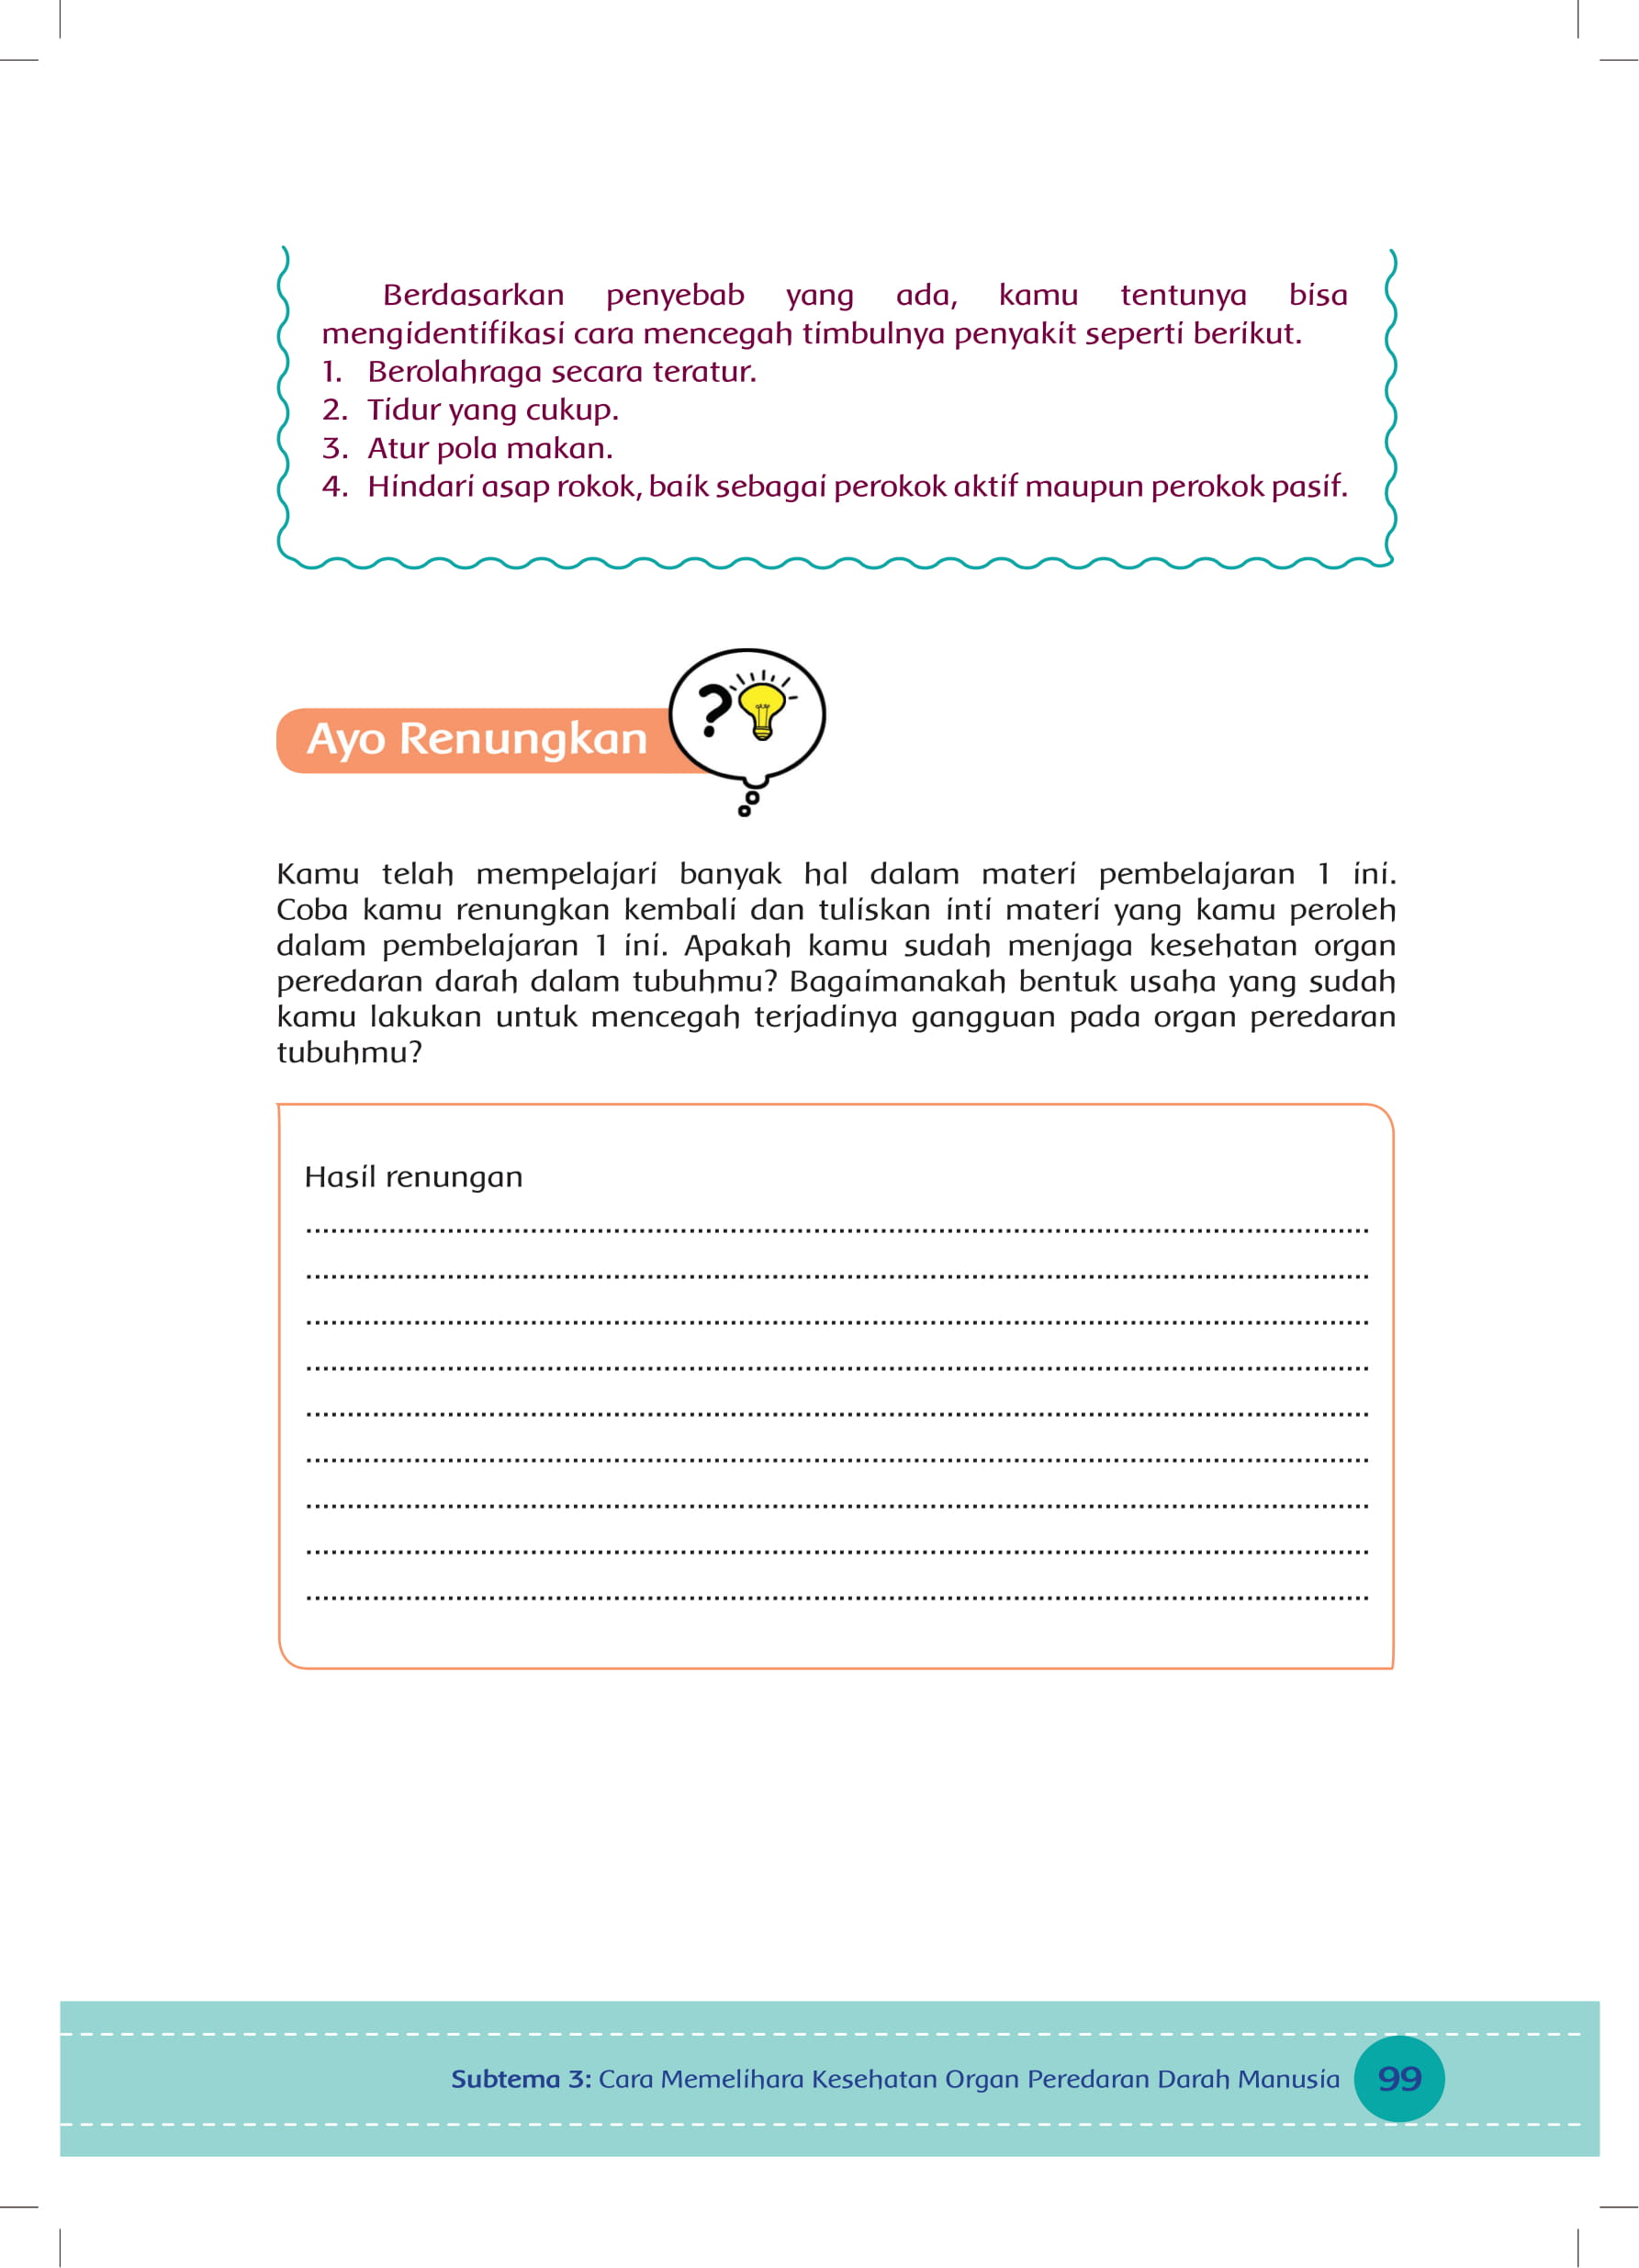 Berdasarkan penyebab yang ada, kamu tentunya bisa
mengidentifikasi cara mencegah timbulnya penyakit seperti berikut.
1. Berolahraga secara teratur.
2. Tidur yang cukup.
3. Atur pola makan.
4. Hindari asap rokok, baik sebagai perokok aktif maupun perokok pasif.
?
Ayo Renungkan
Kamu telah mempelajari banyak hal dalam materi pembelajaran 1 ini.
Coba kamu renungkan kembali dan tuliskan inti materi yang kamu peroleh
dalam pembelajaran 1 ini. Apakah kamu sudah menjaga kesehatan organ
peredaran darah dalam tubuhmu? Bagaimanakah bentuk usaha yang sudah
kamu lakukan untuk mencegah terjadinya gangguan pada organ peredaran
tubuhmu?
Hasil renungan
Subtema 3: Cara Memelihara Kesehatan Organ Peredaran Darah Manusia 99